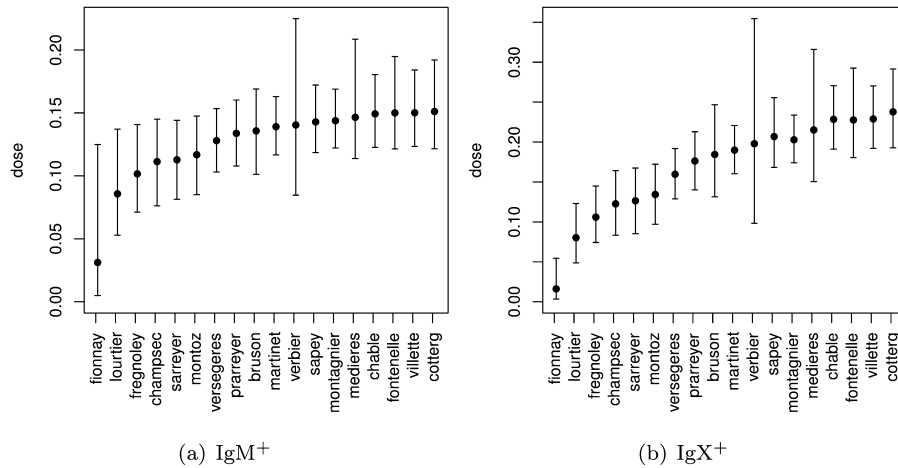 dose
0.20
0.15
0.10
0.05
0.00
fionnay
lourtier
fregnoley
champsec
sarreyer
montoz
versegeres
prarreyer
bruson
martinet
verbier
sapey
montagnier
medieres
chable
fontenelle
villette
cotterg
(a) IgM⁺
dose
0.30
0.20
0.10
0.00
fionnay
lourtier
fregnoley
champsec
sarreyer
montoz
versegeres
prarreyer
bruson
martinet
verbier
sapey
montagnier
medieres
chable
fontenelle
villette
cotterg
(b) IgX⁺